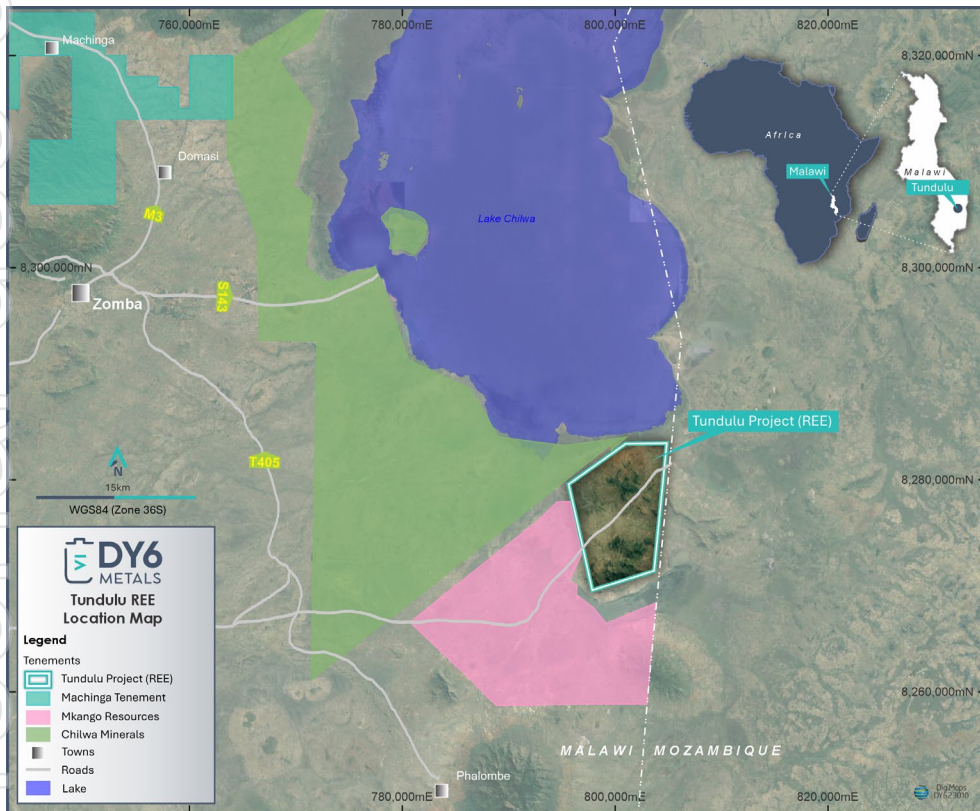 760,000mE
780,000mE
800,000mE
820,000mE
Machinga
8,320,000mN
Africa
Domasi
Malawi
Malawi
Tundulu
M3
Lake Chilwa
8,300,000mN
8,300,000mN
S143
Zomba
Tundulu Project (REE)
T405
N
15km
8,280,000mN
WGS84 (Zone 36S)
DY6
METALS
Tundulu REE
Location Map
Legend
Tenements
Tundulu Project (REE)
Machinga Tenement
Mkango Resources
Chilwa Minerals
Towns
Roads
Lake
8,260,000mN
MALAWI
MOZAMBIQUE
Phalombe
780,000mE
800,000mE
820,000mE
DigMaps
DY623010